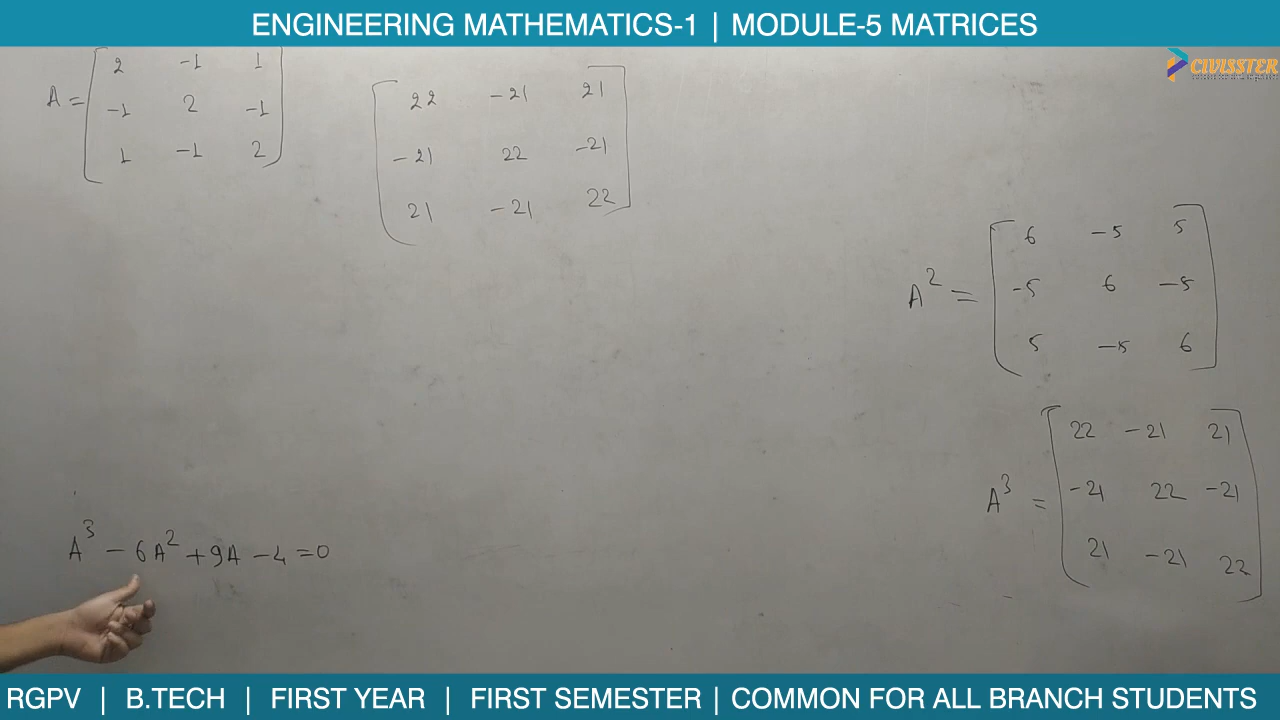 ENGINEERING MATHEMATICS-1 | MODULE-5 MATRICES
CIVISSTER
A = [ 2 -1 1
-1 2 -1
1 -1 2 ]
[ 22 -21 21
-21 22 -21
21 -21 22 ]
A² = [ 6 -5 5
-5 6 -5
5 -5 6 ]
A³ = [ 22 -21 21
-21 22 -21
21 -21 22 ]
A³ - 6A² + 9A - 4 = 0
RGPV | B.TECH | FIRST YEAR | FIRST SEMESTER | COMMON FOR ALL BRANCH STUDENTS